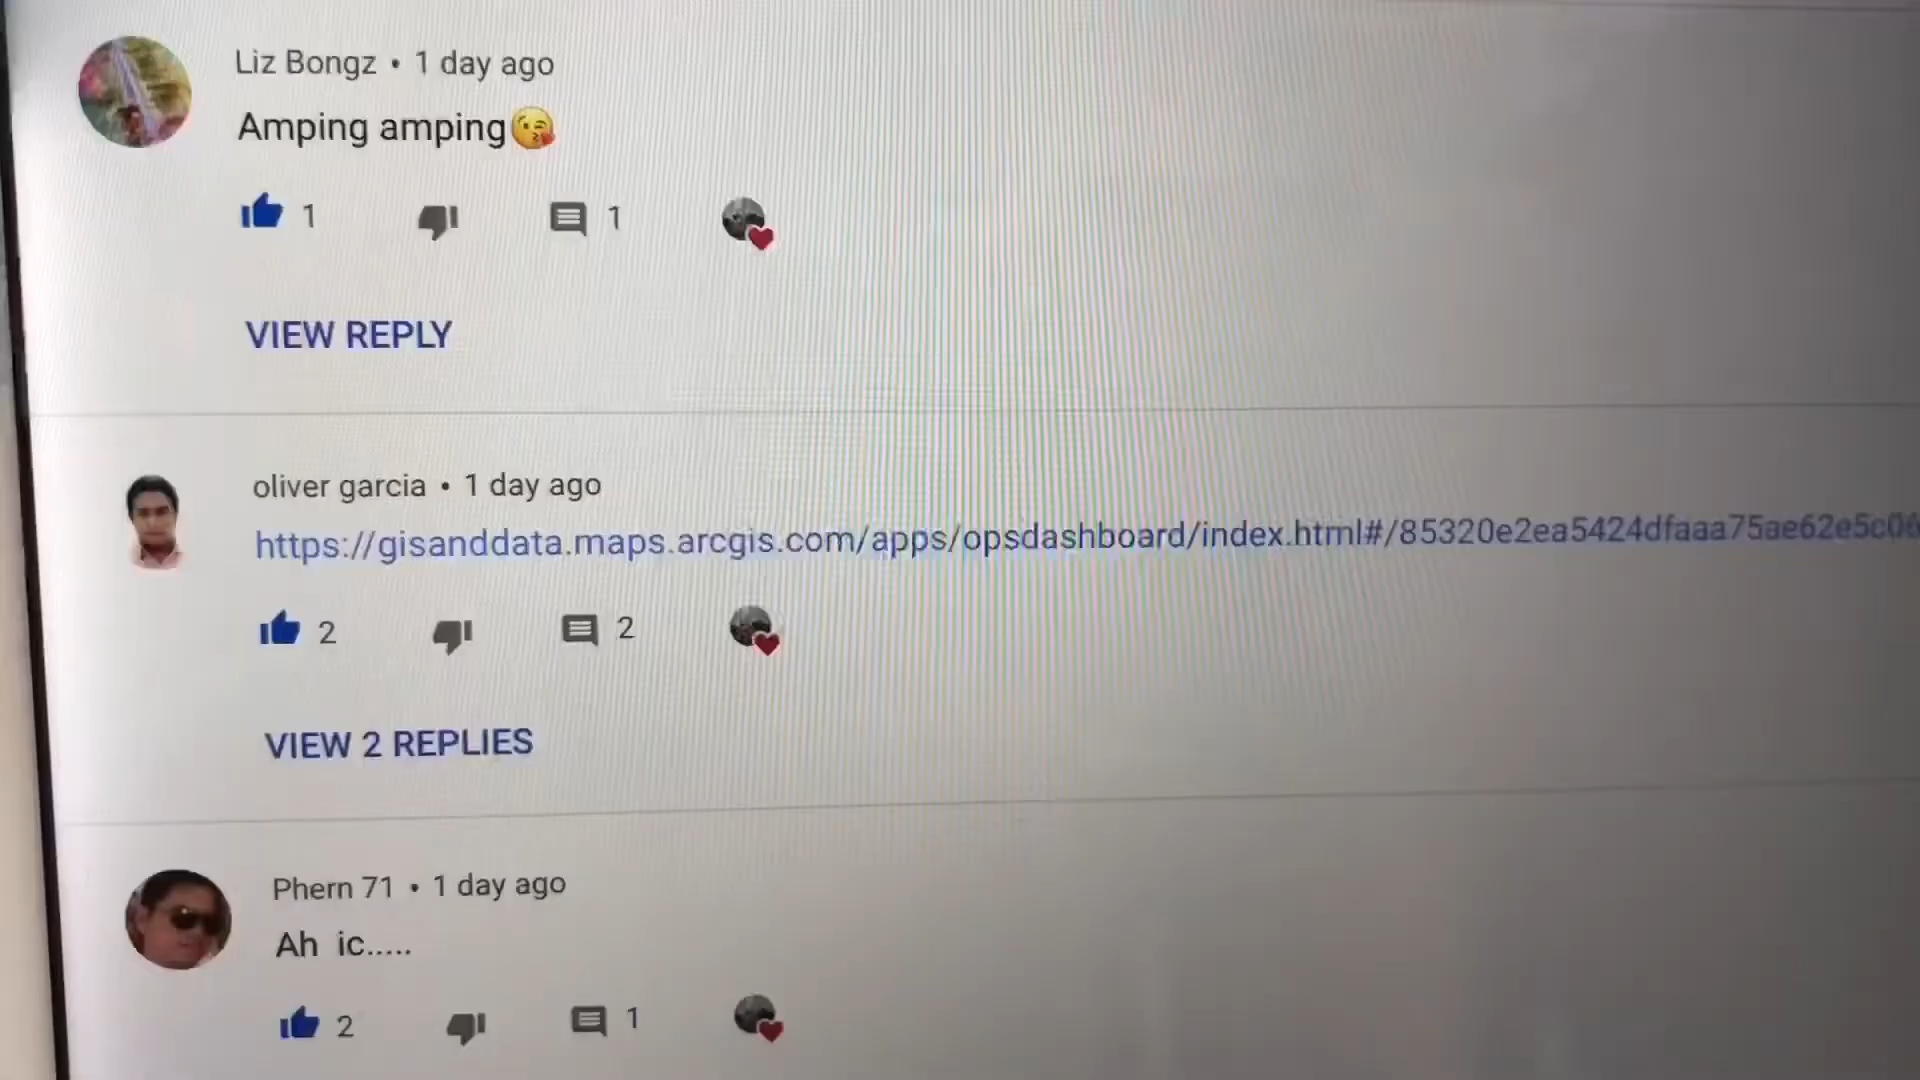 Liz Bongz • 1 day ago
Amping amping😘
1 1
VIEW REPLY
oliver garcia • 1 day ago
https://gisanddata.maps.arcgis.com/apps/opsdashboard/index.html#/85320e2ea5424dfaaa75ae62e5c06
2 2
VIEW 2 REPLIES
Phern 71 • 1 day ago
Ah ic.....
2 1